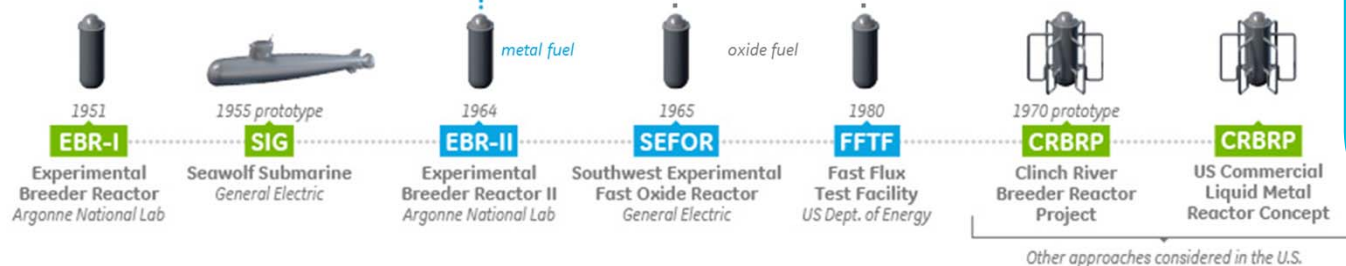 metal fuel
oxide fuel
1951
EBR-I
Experimental
Breeder Reactor
Argonne National Lab
1955 prototype
SIG
Seawolf Submarine
General Electric
1964
EBR-II
Experimental
Breeder Reactor II
Argonne National Lab
1965
SEFOR
Southwest Experimental
Fast Oxide Reactor
General Electric
1980
FFTF
Fast Flux
Test Facility
US Dept. of Energy
1970 prototype
CRBRP
Clinch River
Breeder Reactor
Project
CRBRP
US Commercial
Liquid Metal
Reactor Concept
Other approaches considered in the U.S.